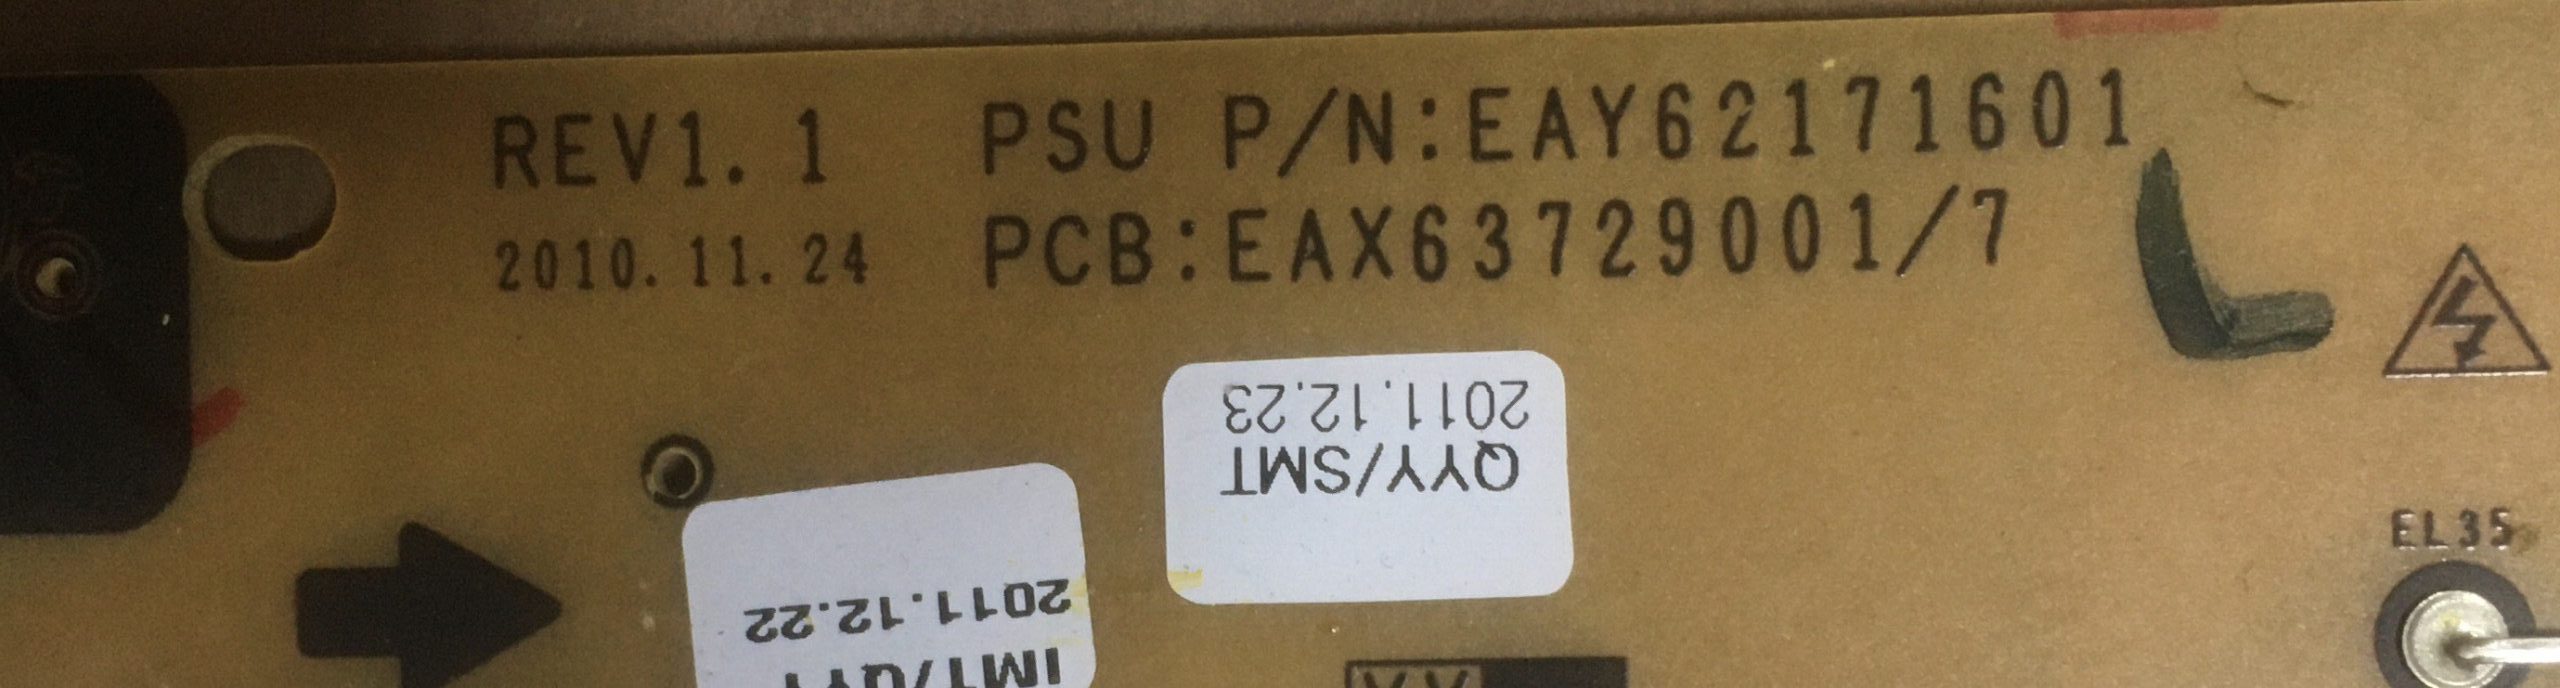 REV1.1 PSU P/N:EAY62171601
2010.11.24 PCB:EAX63729001/7
QYY/SMT
2011.12.23
2011.12.22
EL35